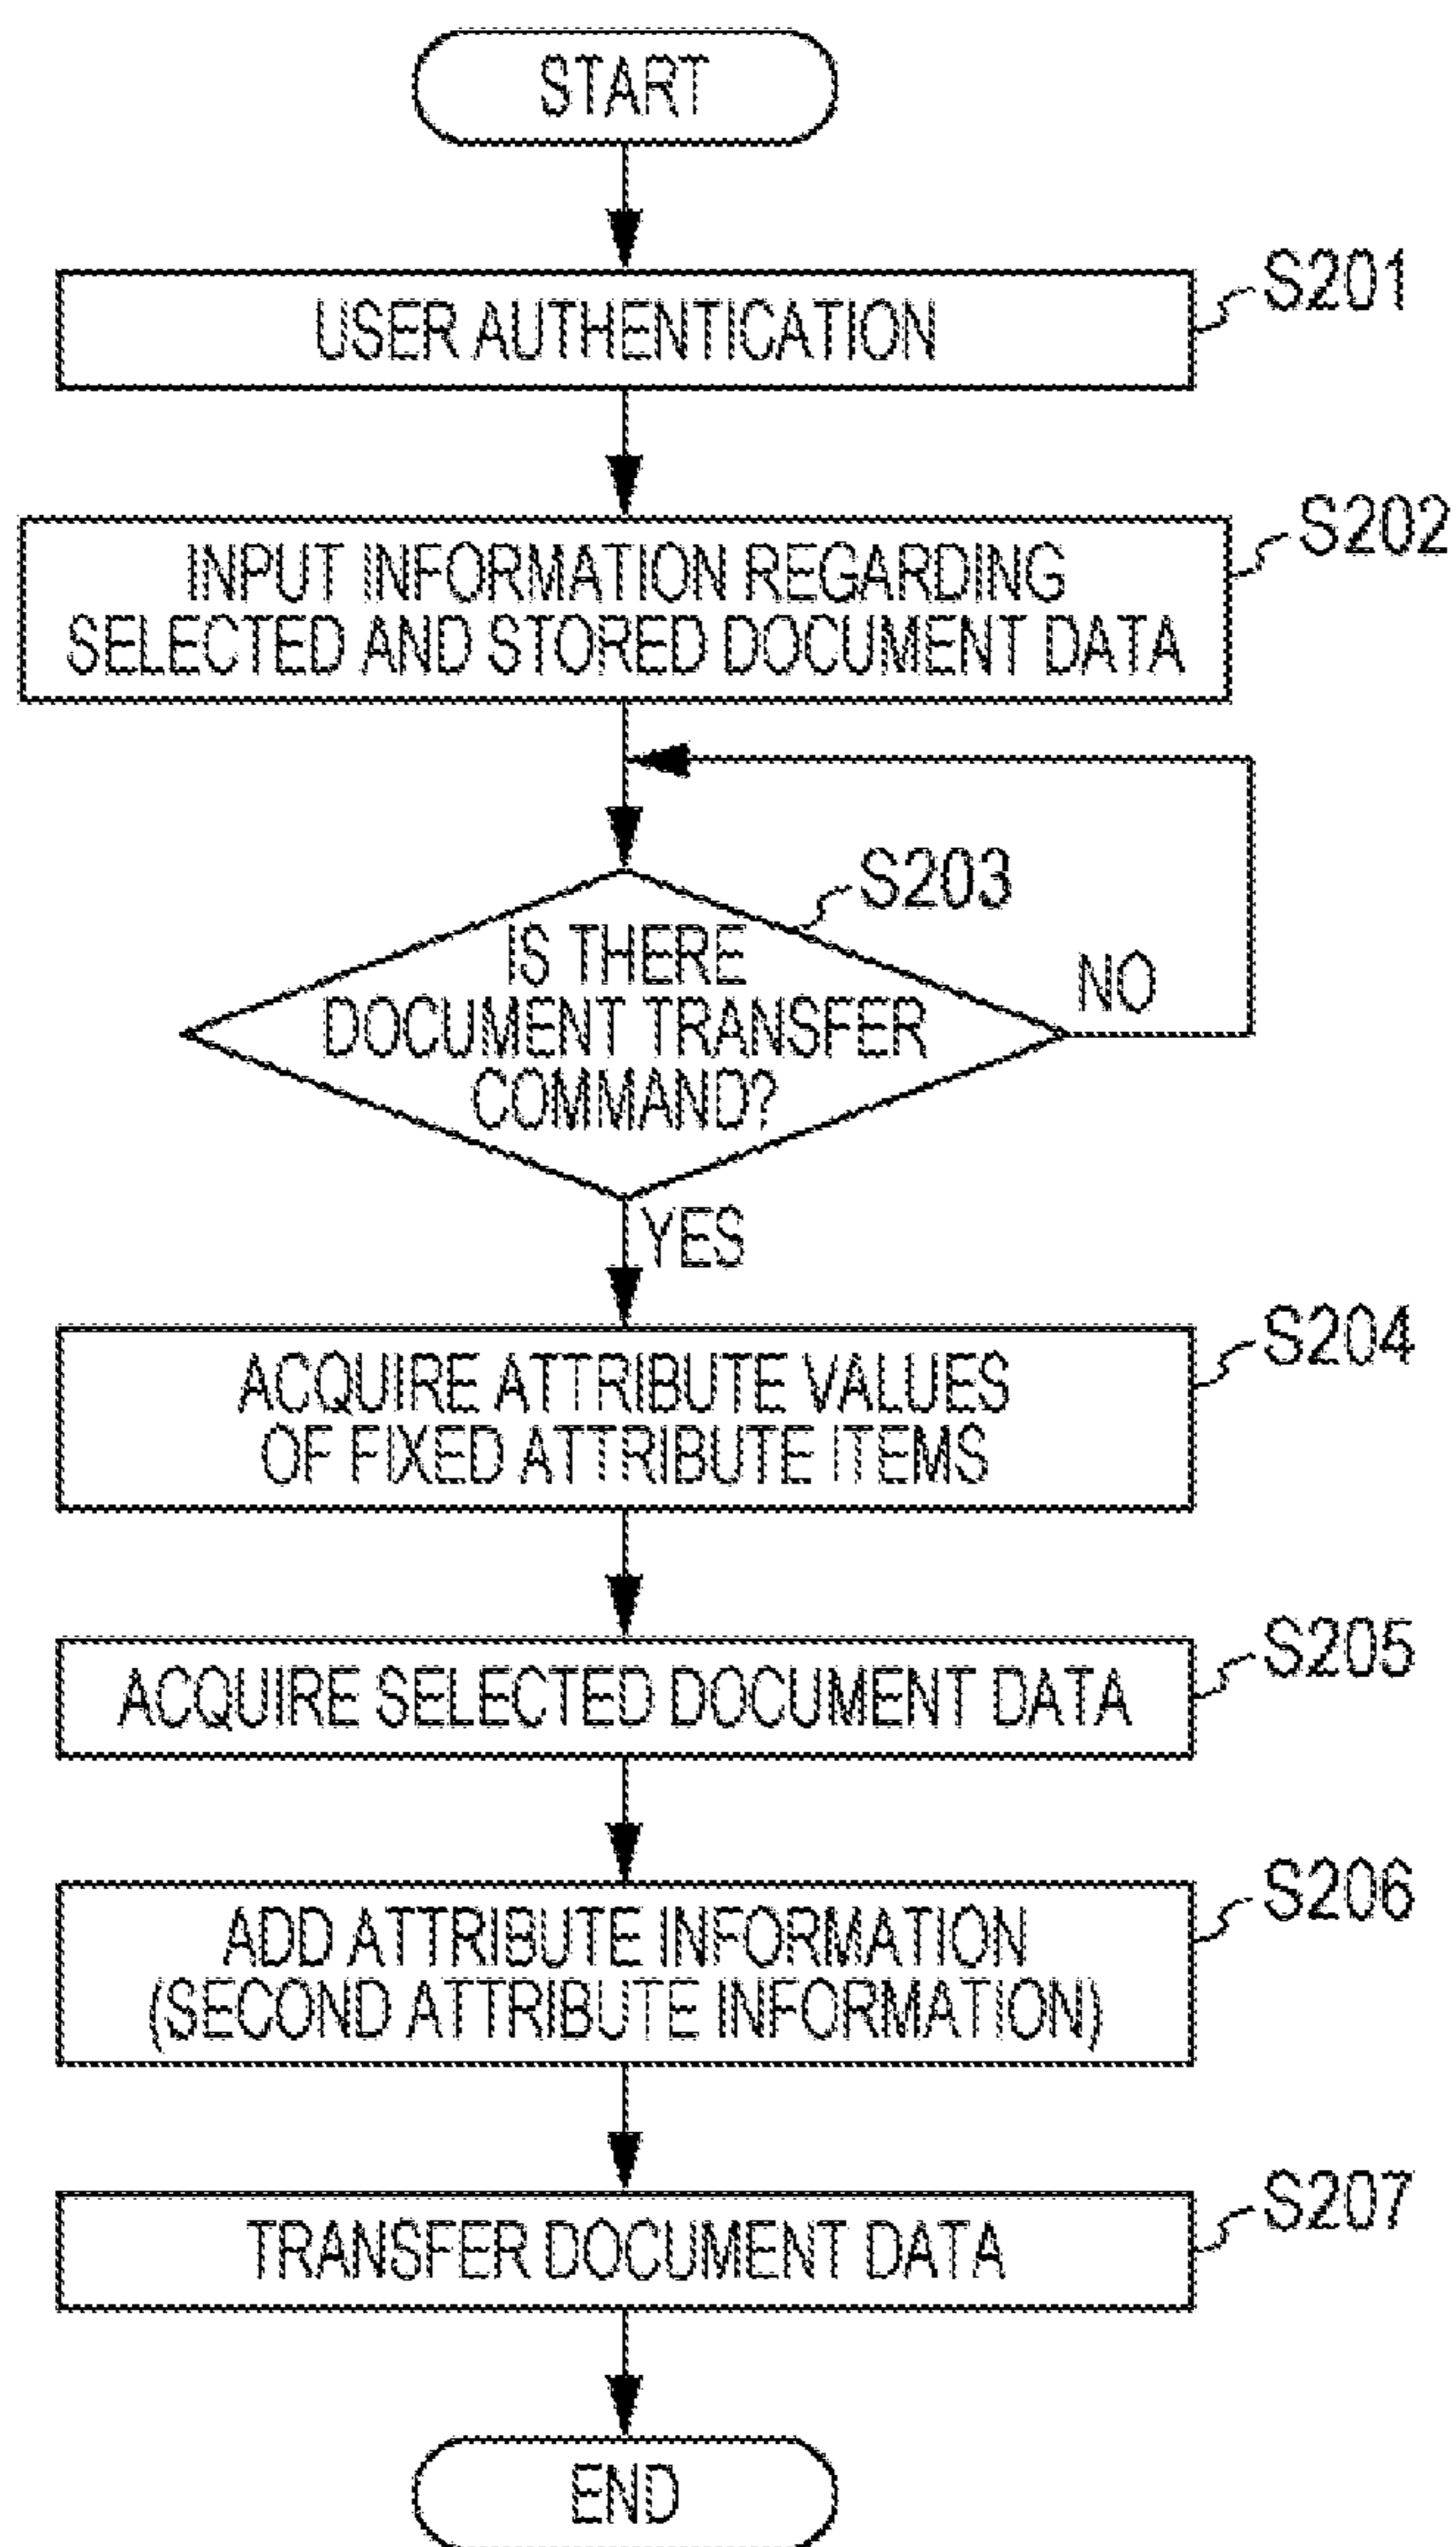 START
USER AUTHENTICATION
S201
INPUT INFORMATION REGARDING
SELECTED AND STORED DOCUMENT DATA
S202
S203
IS THERE
DOCUMENT TRANSFER
COMMAND?
NO
YES
ACQUIRE ATTRIBUTE VALUES
OF FIXED ATTRIBUTE ITEMS
S204
ACQUIRE SELECTED DOCUMENT DATA
S205
ADD ATTRIBUTE INFORMATION
(SECOND ATTRIBUTE INFORMATION)
S206
TRANSFER DOCUMENT DATA
S207
END